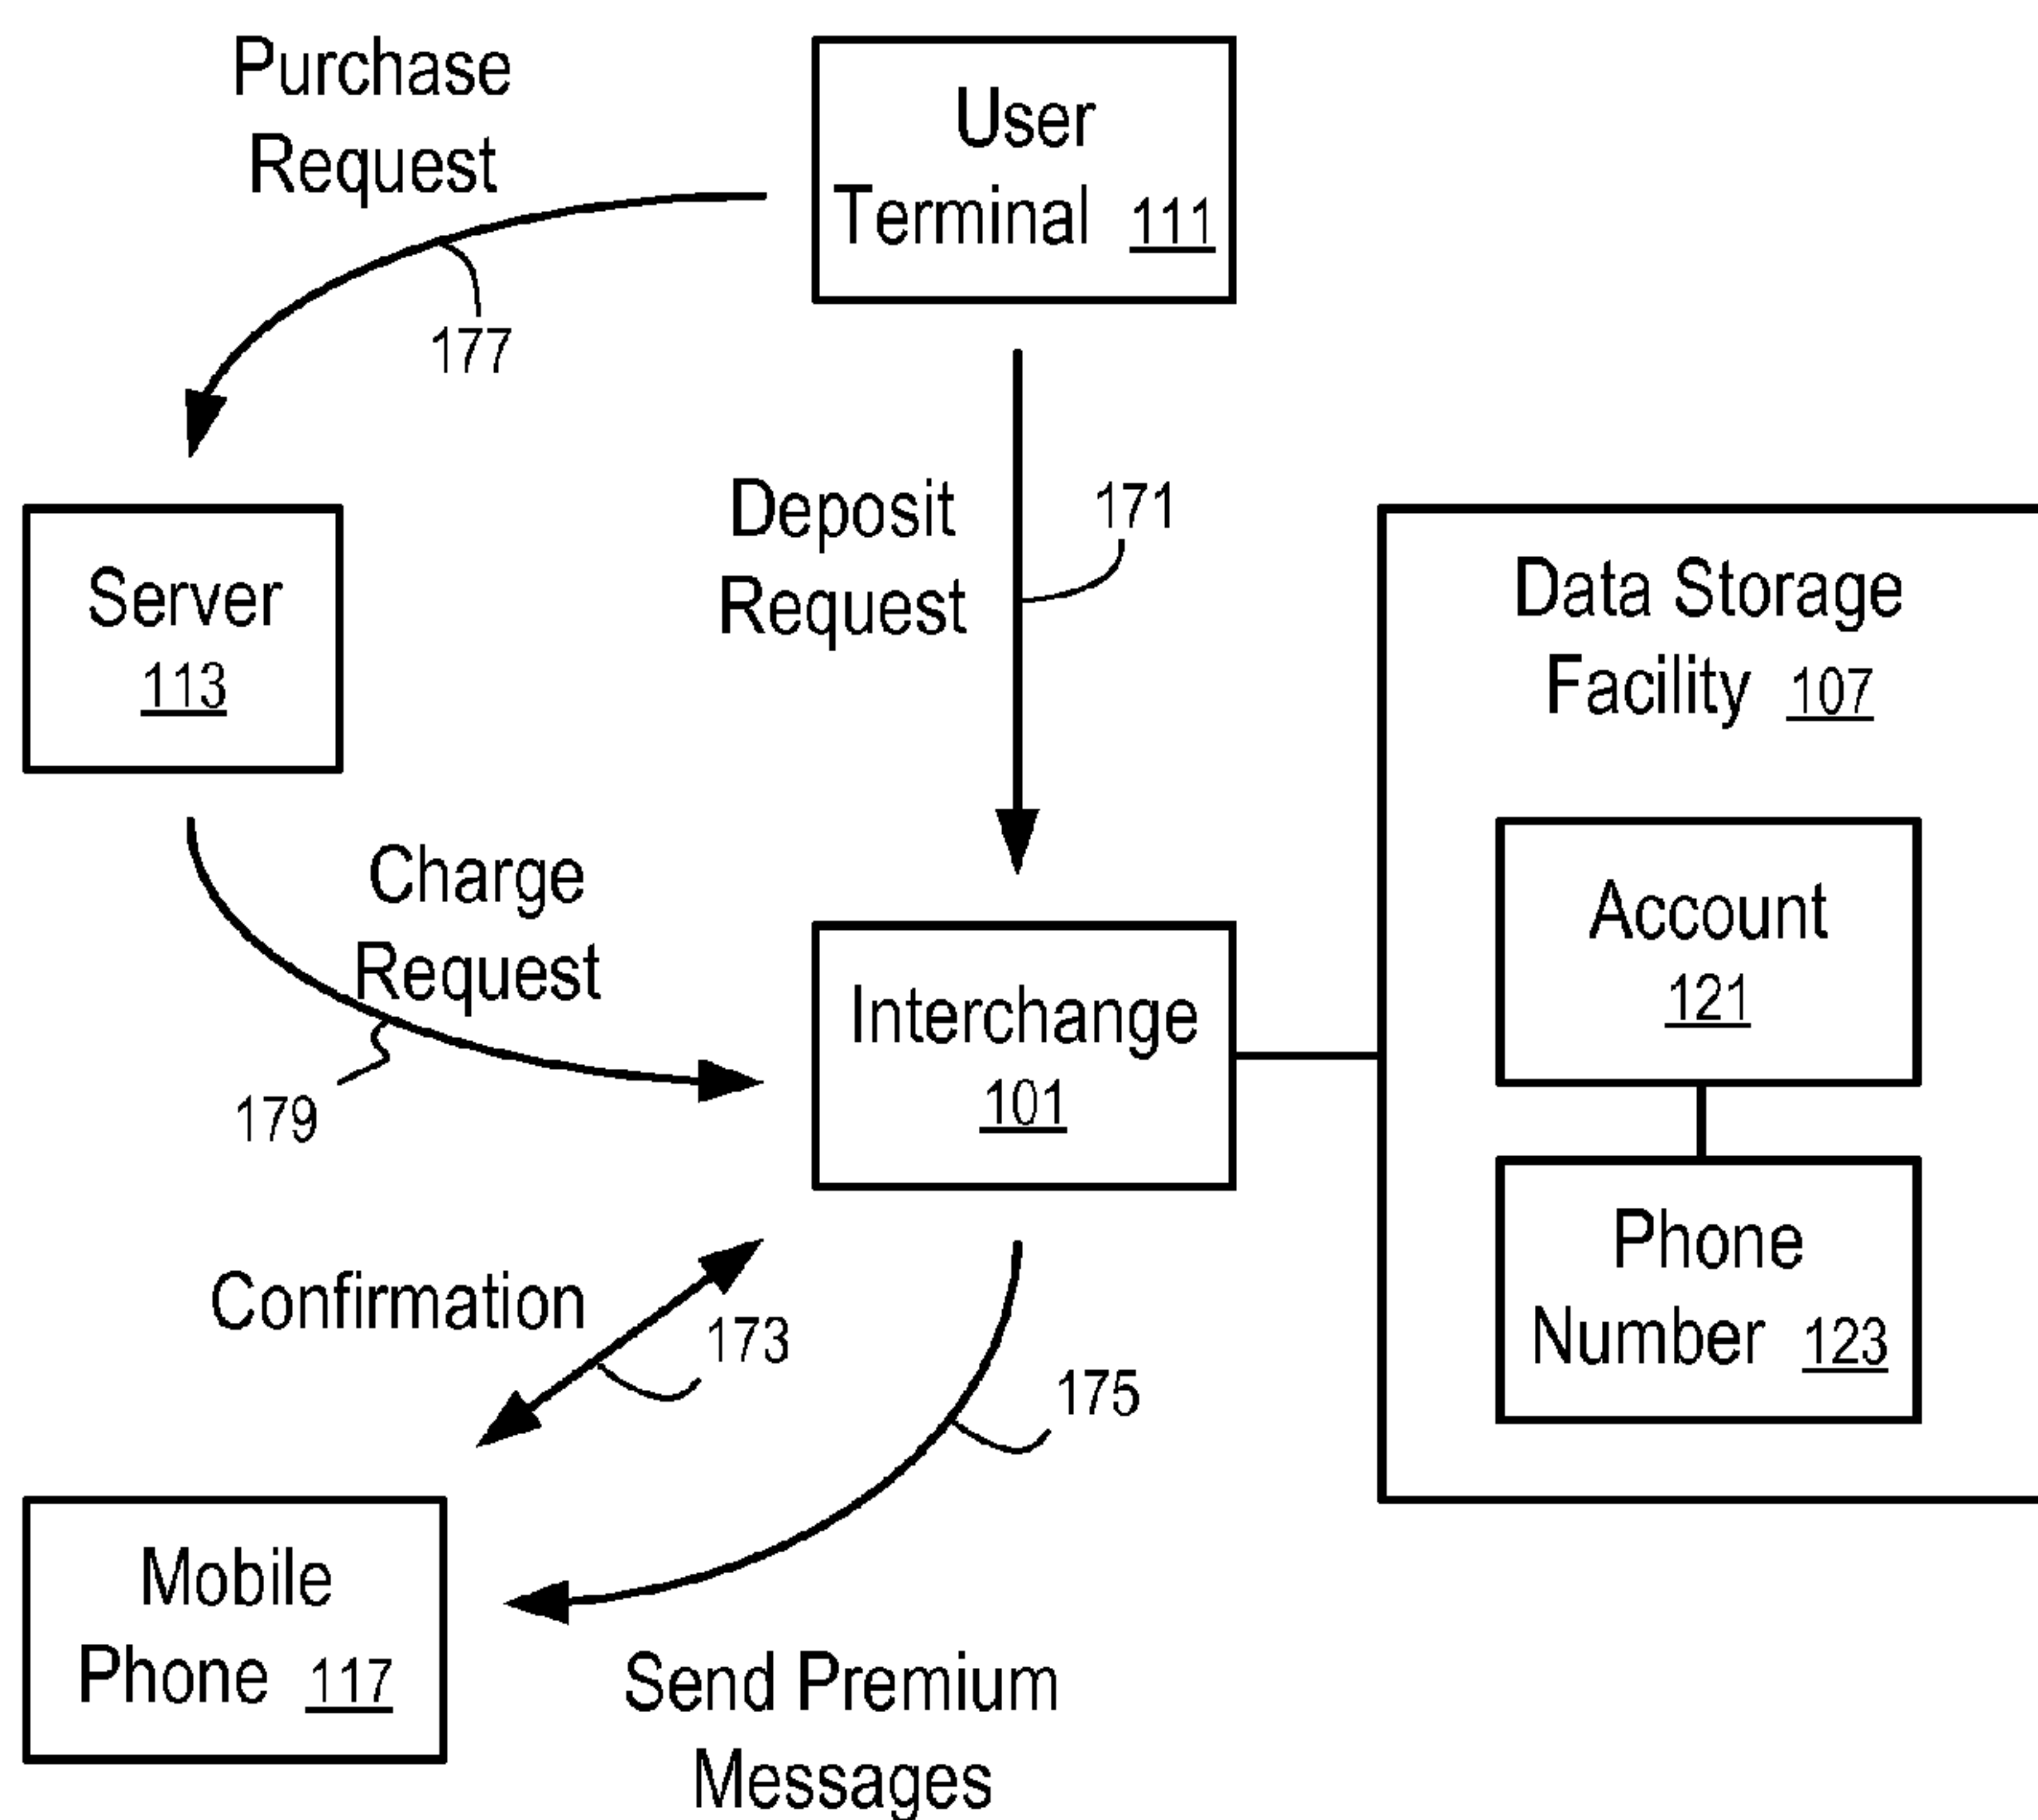 Purchase
Request
177
User
Terminal 111
Deposit
Request
171
Server
113
Data Storage
Facility 107
Charge
Request
179
Interchange
101
Account
121
Phone
Number 123
Confirmation
173
175
Mobile
Phone 117
Send Premium
Messages